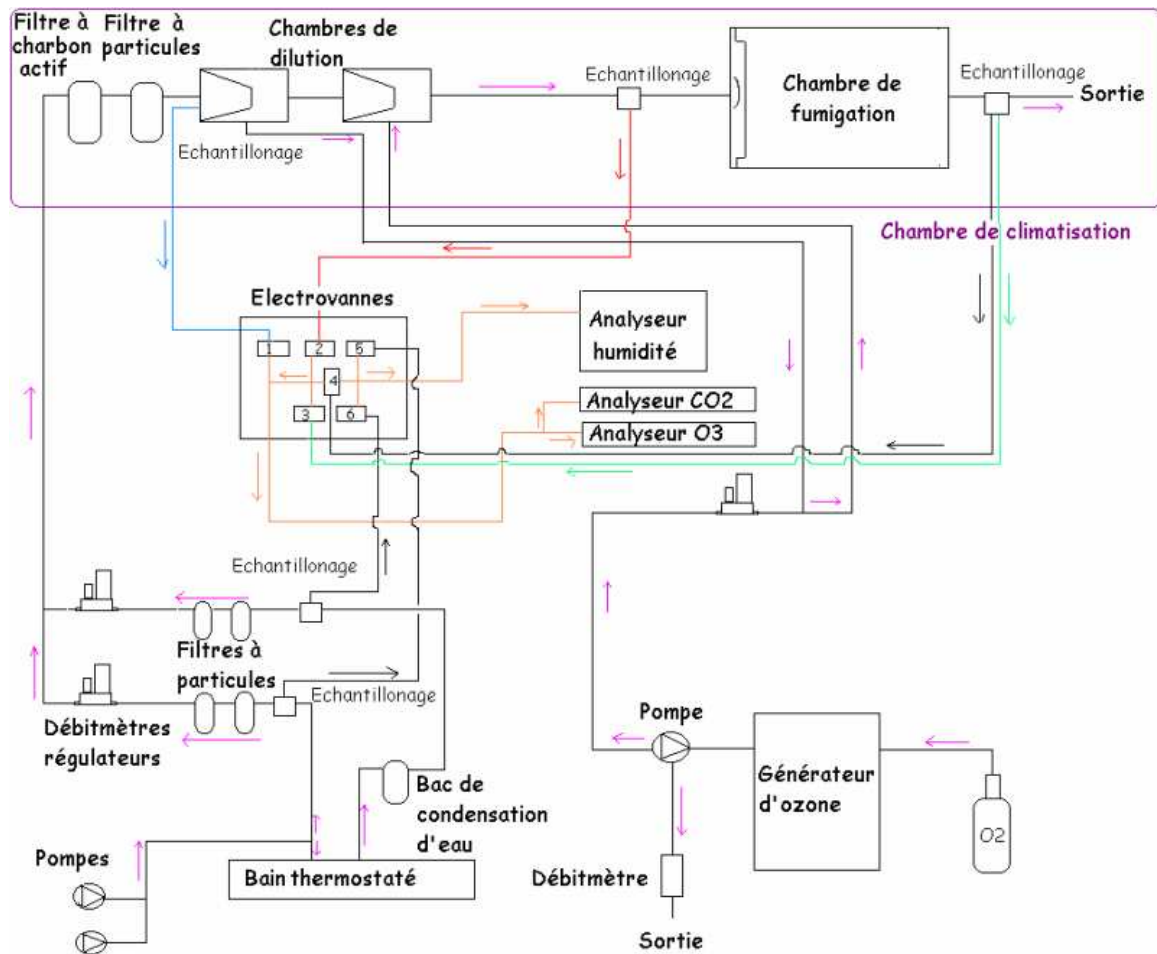 Filtre à
charbon
actif
Filtre à
particules
Chambres de
dilution
Echantillonage
Chambre de
fumigation
Echantillonage
Sortie
Echantillonage
Chambre de climatisation
Electrovannes
1
2
5
4
3
6
Analyseur
humidité
Analyseur CO2
Analyseur O3
Echantillonage
Filtres à
particules
Echantillonage
Débitmètres
régulateurs
Bac de
condensation
d'eau
Pompes
Bain thermostaté
Pompe
Générateur
d'ozone
O2
Débitmètre
Sortie